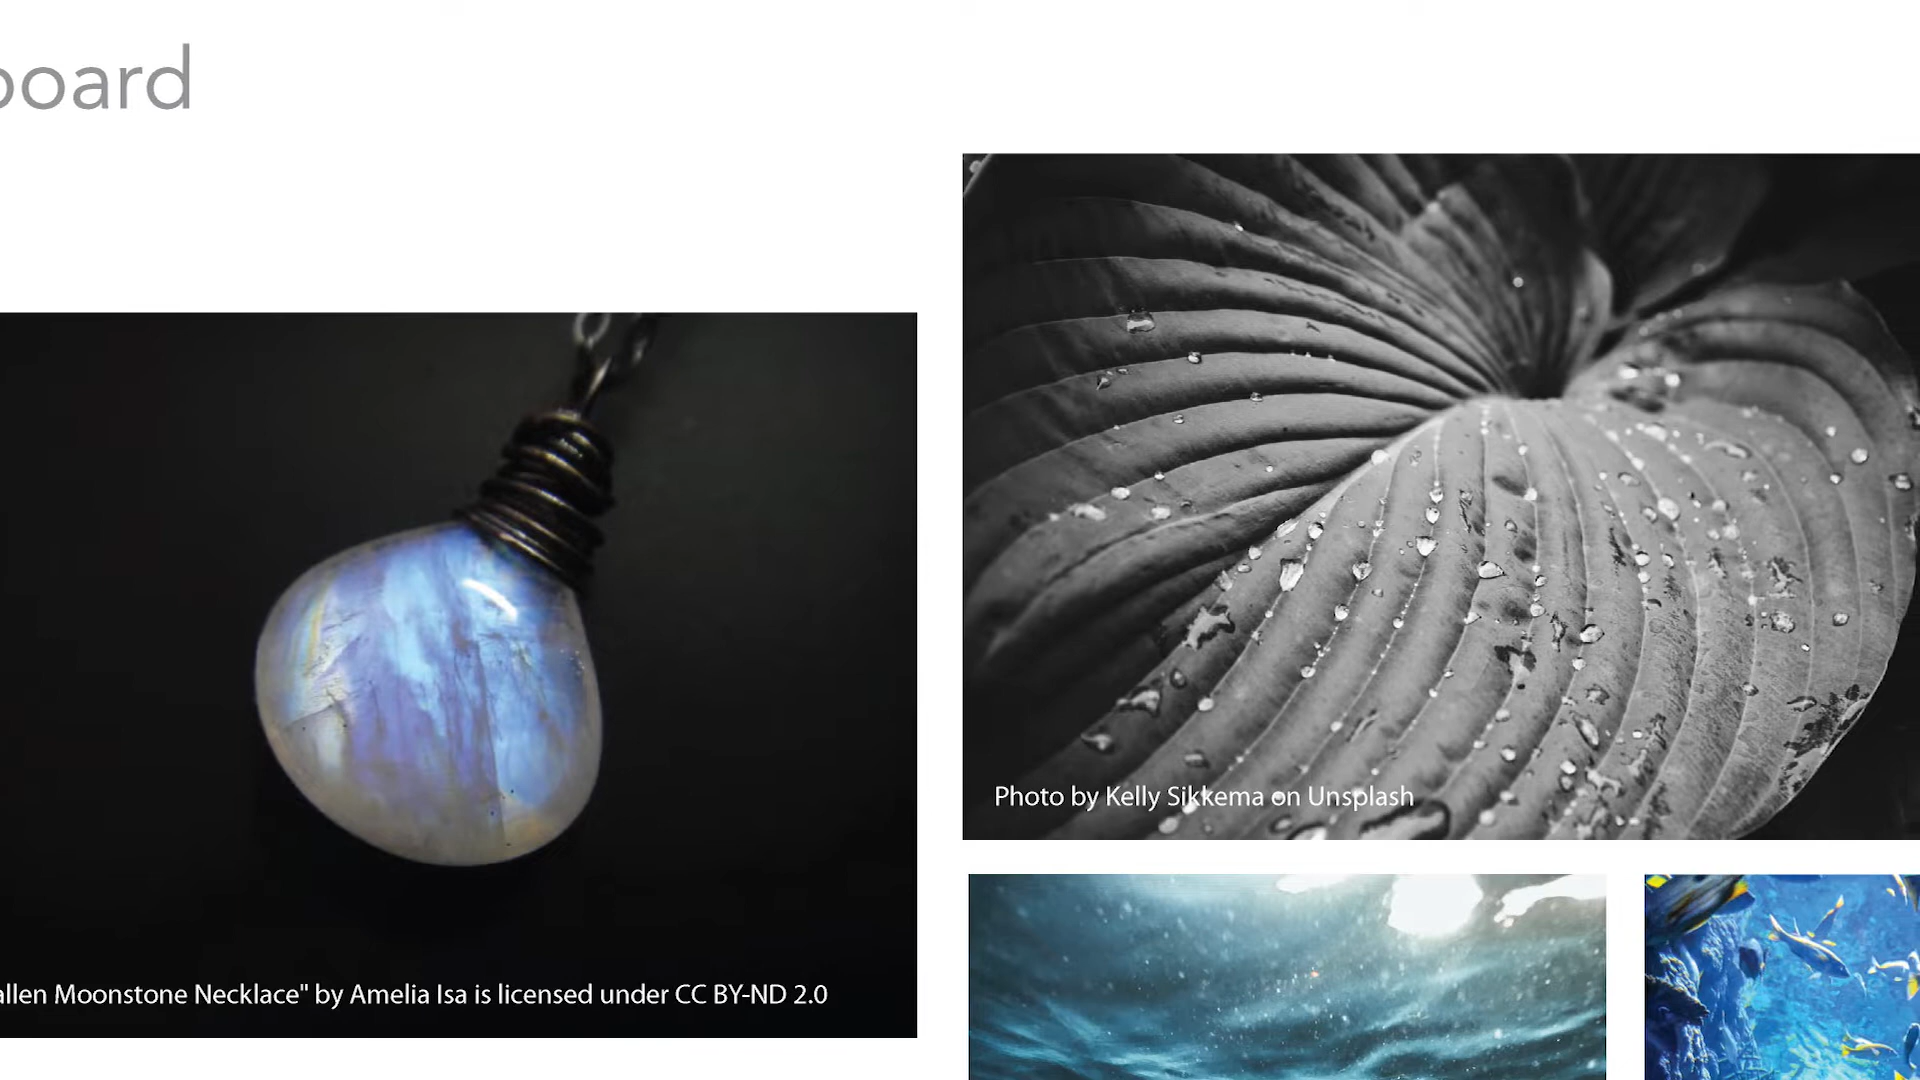 board
allen Moonstone Necklace" by Amelia Isa is licensed under CC BY-ND 2.0
Photo by Kelly Sikkema on Unsplash